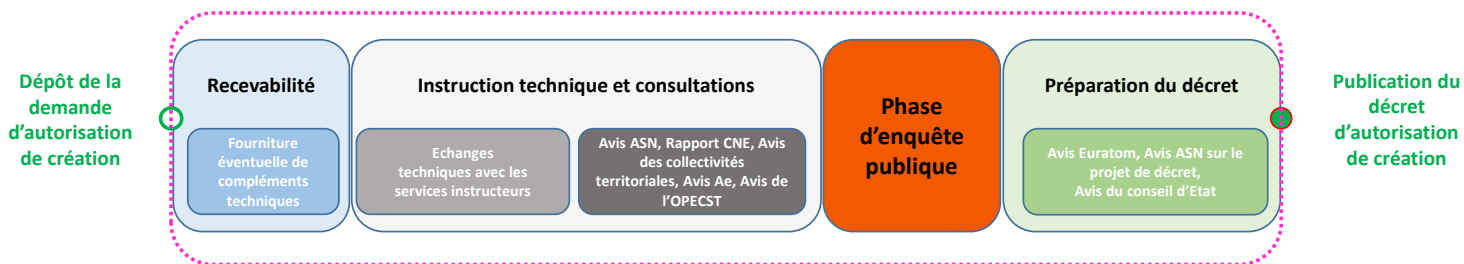 Dépôt de la
demande
d'autorisation
de création
Recevabilité
Fourniture
éventuelle de
compléments
techniques
Instruction technique et consultations
Echanges
techniques avec les
services instructeurs
Avis ASN, Rapport CNE, Avis
des collectivités
territoriales, Avis Ae, Avis de
l'OPECST
Phase
d'enquête
publique
Préparation du décret
Avis Euratom, Avis ASN sur le
projet de décret,
Avis du conseil d'Etat
Publication du
décret
d'autorisation
de création